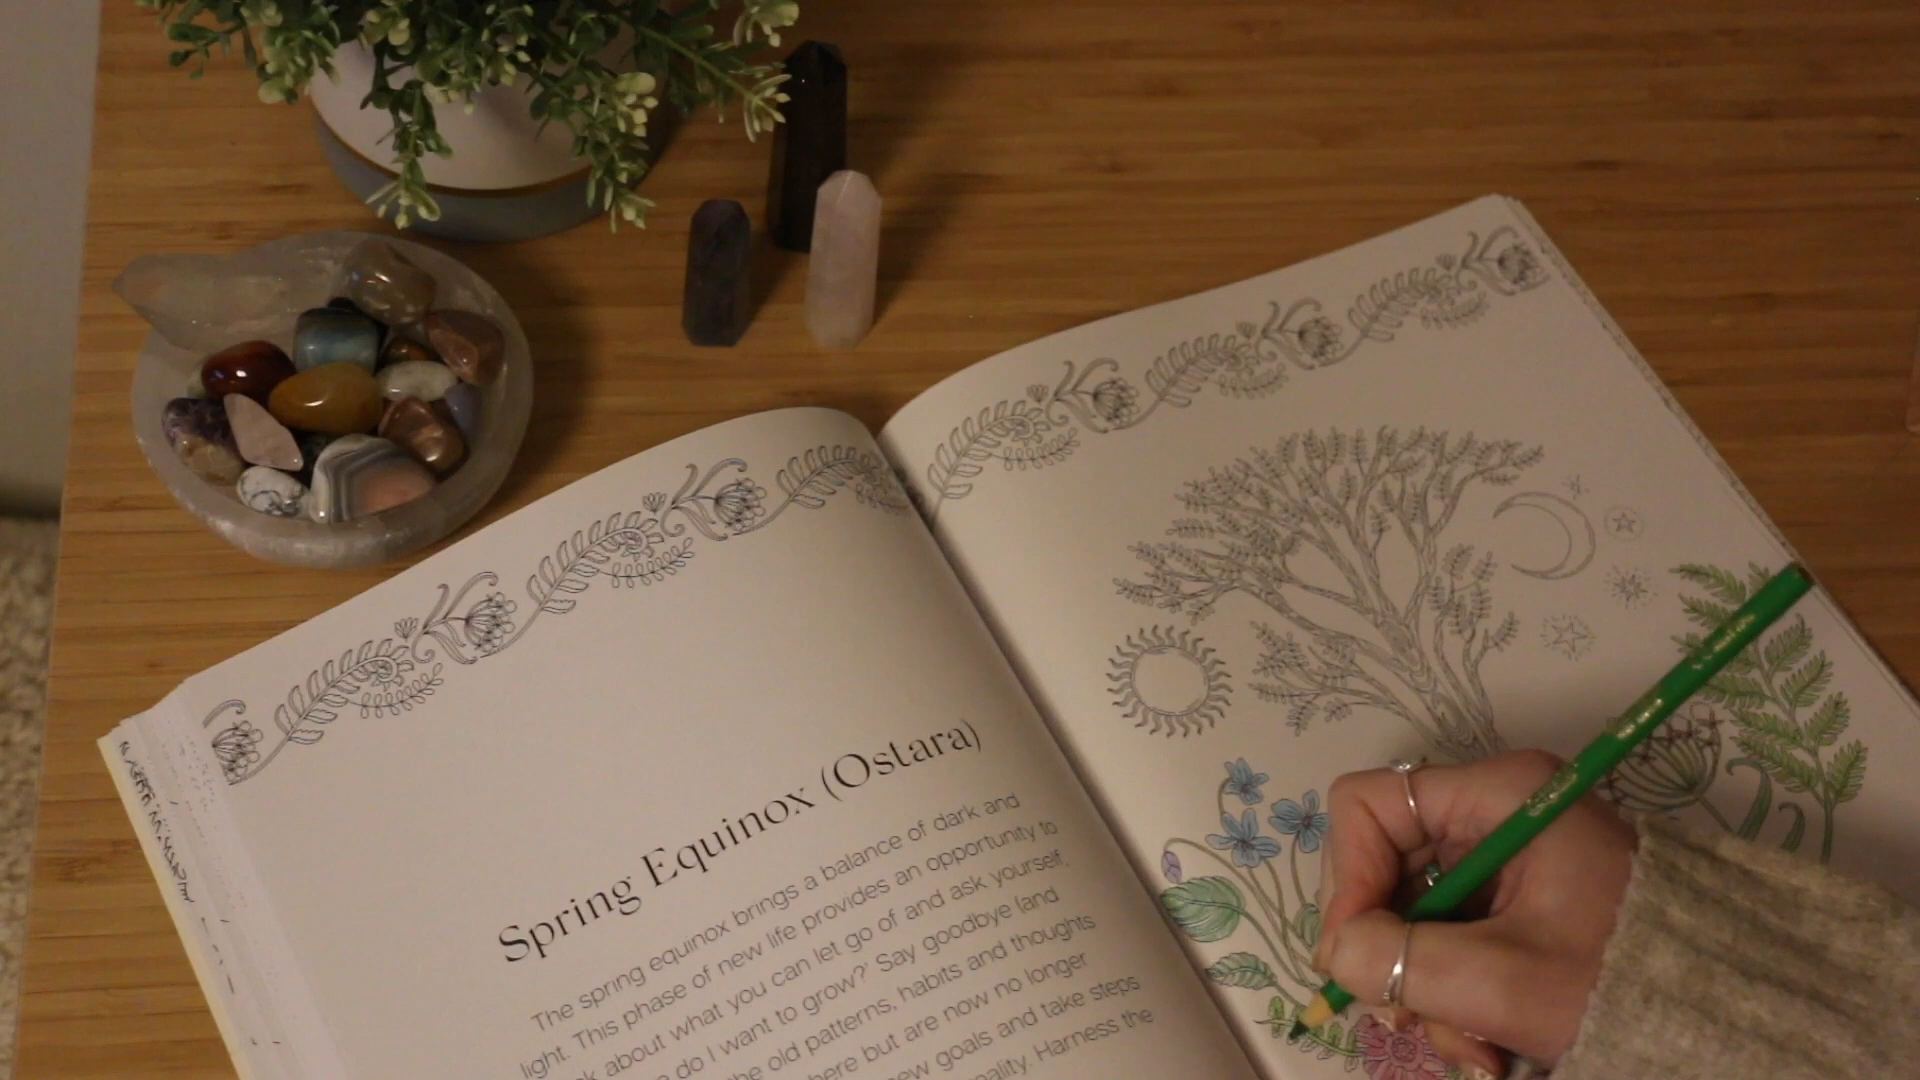 Spring Equinox (Ostara)
The spring equinox brings a balance of dark and
light. This phase of new life provides an opportunity to
about what you can let go of and ask yourself,
do I want to grow?' Say goodbye (and
the old patterns, habits and thoughts
here but are now no longer
new goals and take steps
Harness the